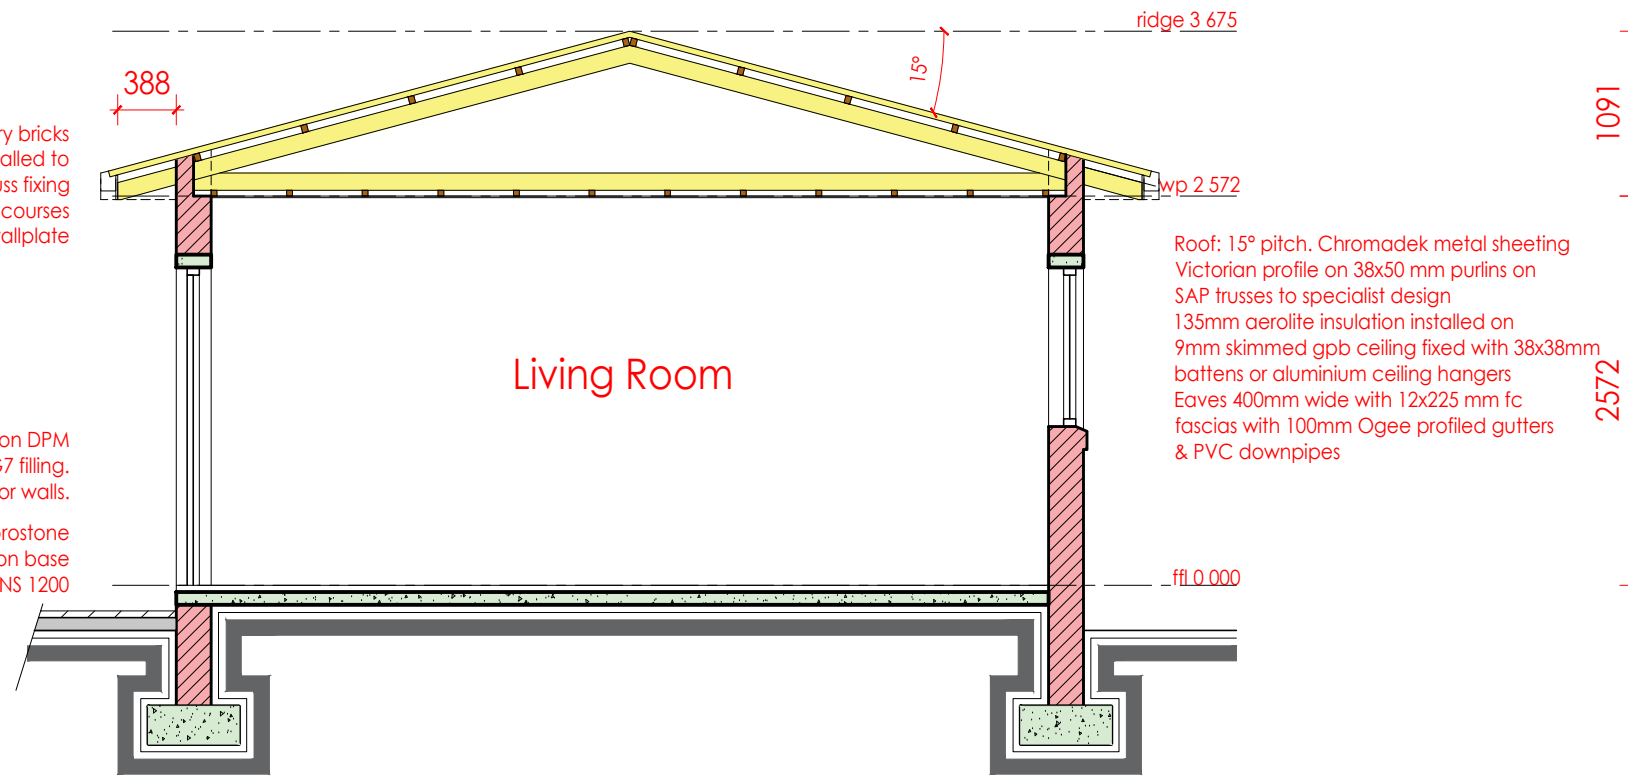 ridge 3 675
388
15°
1091
ry bricks
alled to
uss fixing
courses
allplate
wp 2 572
Roof: 15° pitch. Chromadek metal sheeting
Victorian profile on 38x50 mm purlins on
SAP trusses to specialist design
135mm aerolite insulation installed on
9mm skimmed gpb ceiling fixed with 38x38mm
battens or aluminium ceiling hangers
Eaves 400mm wide with 12x225 mm fc
fascias with 100mm Ogee profiled gutters
& PVC downpipes
Living Room
2572
on DPM
G7 filling.
or walls.
prostone
on base
NS 1200
ffl 0 000